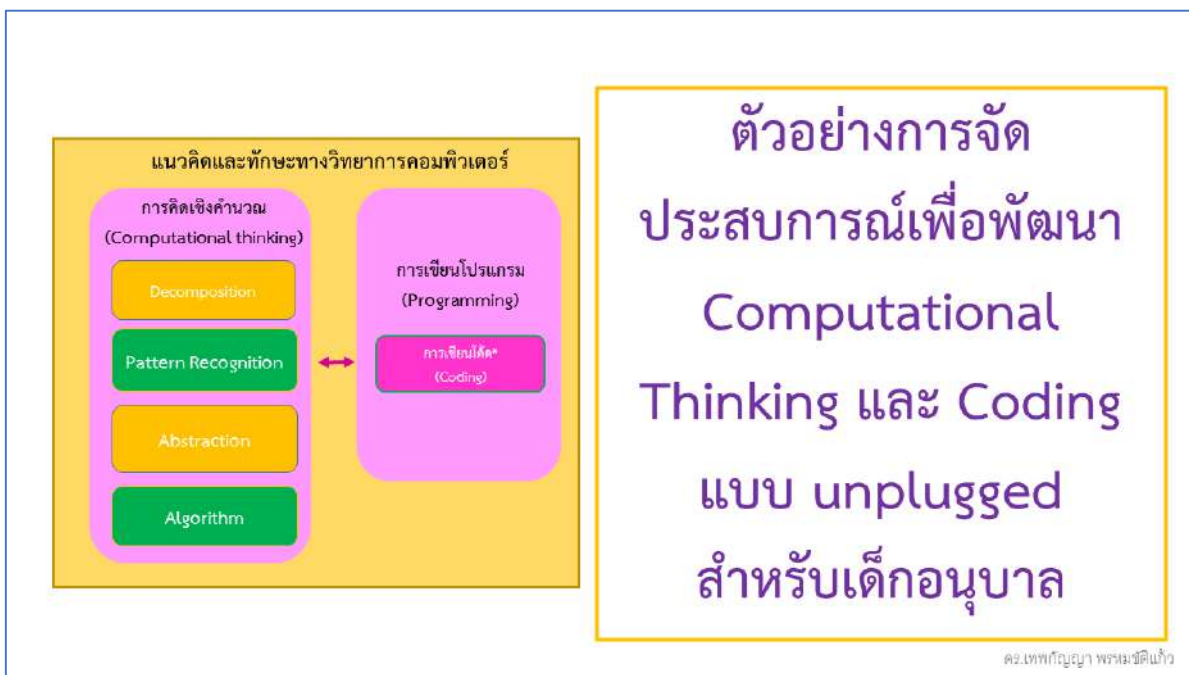 แนวคิดและทักษะทางวิทยาการคอมพิวเตอร์
การคิดเชิงคำนวณ
(Computational thinking)
Decomposition
Pattern Recognition
Abstraction
Algorithm
การเขียนโปรแกรม
(Programming)
การเขียนโค้ด*
(Coding)
ตัวอย่างการจัด
ประสบการณ์เพื่อพัฒนา
Computational
Thinking และ Coding
แบบ unplugged
สำหรับเด็กอนุบาล
ดร.เทพกัญญา พรหมขัติแก้ว